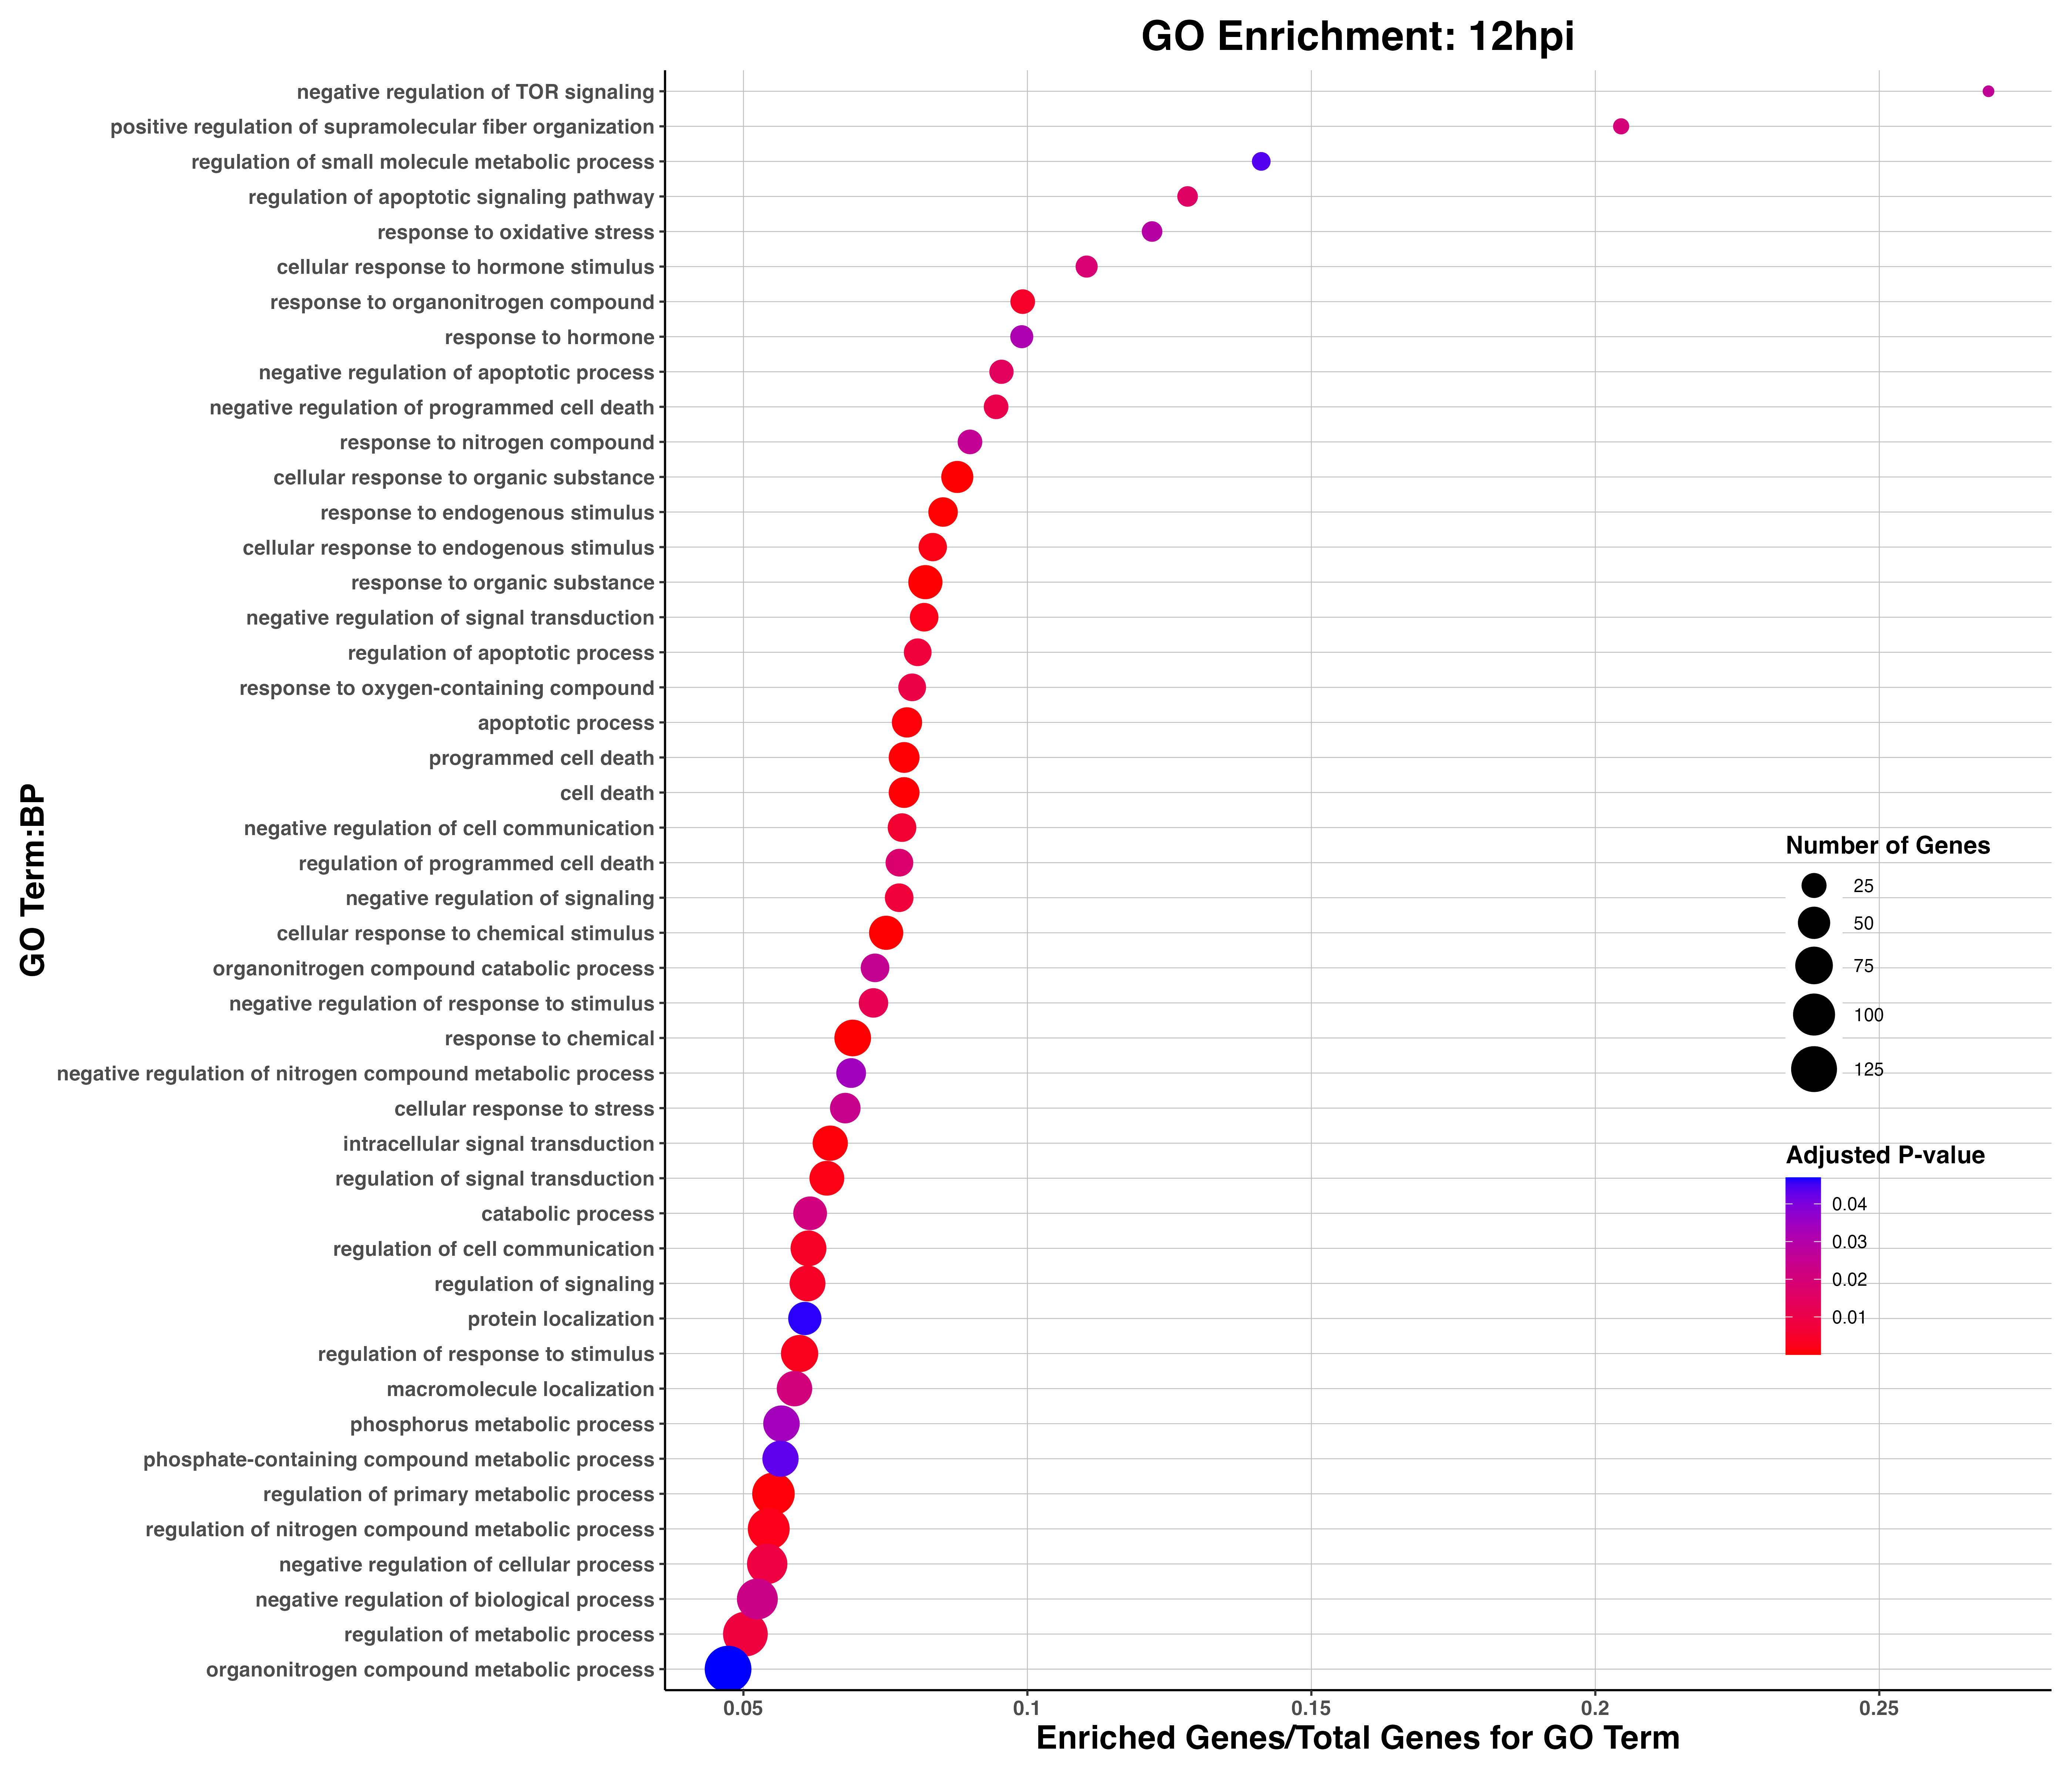 GO Enrichment: 12hpi
negative regulation of TOR signaling
positive regulation of supramolecular fiber organization
regulation of small molecule metabolic process
regulation of apoptotic signaling pathway
response to oxidative stress
cellular response to hormone stimulus
response to organonitrogen compound
response to hormone
negative regulation of apoptotic process
negative regulation of programmed cell death
response to nitrogen compound
cellular response to organic substance
response to endogenous stimulus
cellular response to endogenous stimulus
response to organic substance
negative regulation of signal transduction
regulation of apoptotic process
response to oxygen-containing compound
apoptotic process
programmed cell death
cell death
negative regulation of cell communication
regulation of programmed cell death
negative regulation of signaling
cellular response to chemical stimulus
organonitrogen compound catabolic process
negative regulation of response to stimulus
response to chemical
negative regulation of nitrogen compound metabolic process
cellular response to stress
intracellular signal transduction
regulation of signal transduction
catabolic process
regulation of cell communication
regulation of signaling
protein localization
regulation of response to stimulus
macromolecule localization
phosphorus metabolic process
phosphate-containing compound metabolic process
regulation of primary metabolic process
regulation of nitrogen compound metabolic process
negative regulation of cellular process
negative regulation of biological process
regulation of metabolic process
organonitrogen compound metabolic process
GO Term:BP
0.05
0.1
0.15
0.2
0.25
Enriched Genes/Total Genes for GO Term
Number of Genes
25
50
75
100
125
Adjusted P-value
0.04
0.03
0.02
0.01